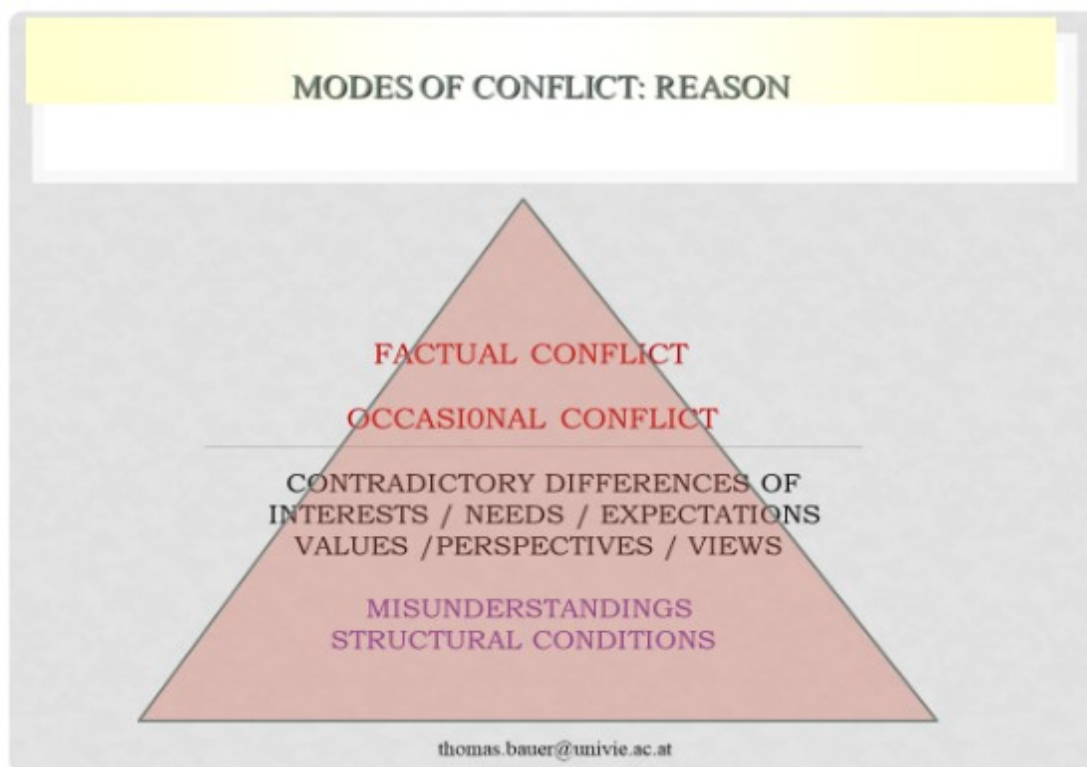 MODES OF CONFLICT: REASON
FACTUAL CONFLICT
OCCASI0NAL CONFLICT
CONTRADICTORY DIFFERENCES OF
INTERESTS / NEEDS / EXPECTATIONS
VALUES /PERSPECTIVES / VIEWS
MISUNDERSTANDINGS
STRUCTURAL CONDITIONS
thomas.bauer@univie.ac.at